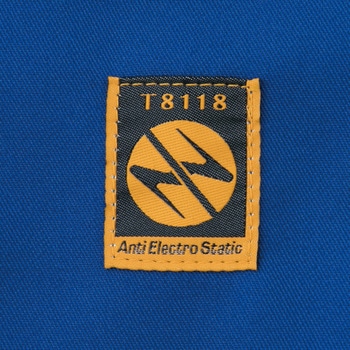 T8118
Anti Electro Static